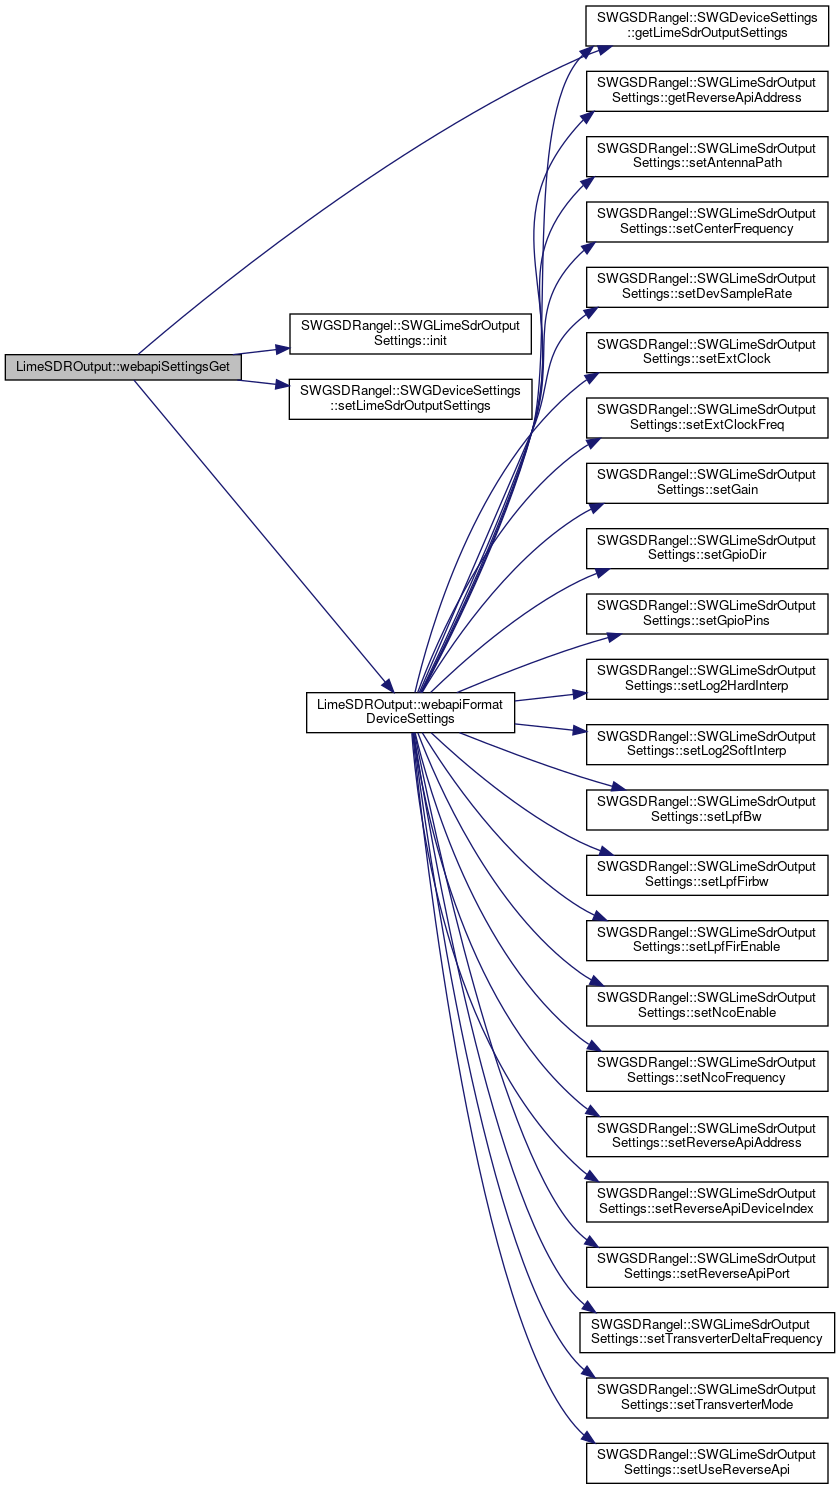 LimeSDROutput::webapiSettingsGet
SWGSDRangel::SWGLimeSdrOutput
Settings::init
SWGSDRangel::SWGDeviceSettings
::setLimeSdrOutputSettings
LimeSDROutput::webapiFormat
DeviceSettings
SWGSDRangel::SWGDeviceSettings
::getLimeSdrOutputSettings
SWGSDRangel::SWGLimeSdrOutput
Settings::getReverseApiAddress
SWGSDRangel::SWGLimeSdrOutput
Settings::setAntennaPath
SWGSDRangel::SWGLimeSdrOutput
Settings::setCenterFrequency
SWGSDRangel::SWGLimeSdrOutput
Settings::setDevSampleRate
SWGSDRangel::SWGLimeSdrOutput
Settings::setExtClock
SWGSDRangel::SWGLimeSdrOutput
Settings::setExtClockFreq
SWGSDRangel::SWGLimeSdrOutput
Settings::setGain
SWGSDRangel::SWGLimeSdrOutput
Settings::setGpioDir
SWGSDRangel::SWGLimeSdrOutput
Settings::setGpioPins
SWGSDRangel::SWGLimeSdrOutput
Settings::setLog2HardInterp
SWGSDRangel::SWGLimeSdrOutput
Settings::setLog2SoftInterp
SWGSDRangel::SWGLimeSdrOutput
Settings::setLpfBw
SWGSDRangel::SWGLimeSdrOutput
Settings::setLpfFirbw
SWGSDRangel::SWGLimeSdrOutput
Settings::setLpfFirEnable
SWGSDRangel::SWGLimeSdrOutput
Settings::setNcoEnable
SWGSDRangel::SWGLimeSdrOutput
Settings::setNcoFrequency
SWGSDRangel::SWGLimeSdrOutput
Settings::setReverseApiAddress
SWGSDRangel::SWGLimeSdrOutput
Settings::setReverseApiDeviceIndex
SWGSDRangel::SWGLimeSdrOutput
Settings::setReverseApiPort
SWGSDRangel::SWGLimeSdrOutput
Settings::setTransverterDeltaFrequency
SWGSDRangel::SWGLimeSdrOutput
Settings::setTransverterMode
SWGSDRangel::SWGLimeSdrOutput
Settings::setUseReverseApi